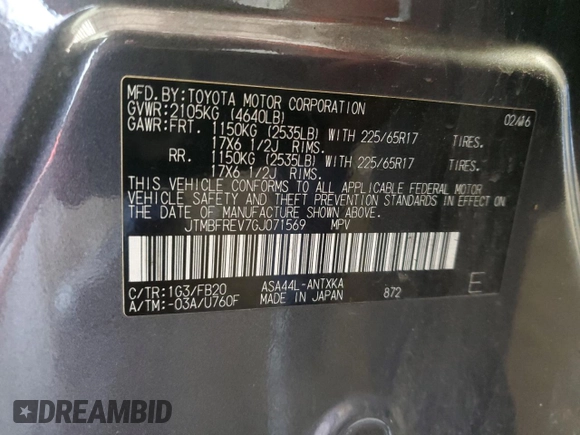 MFD. BY: TOYOTA MOTOR CORPORATION
GVWR: 2105KG (4640LB) 02/16
GAWR: FRT. 1150KG (2535LB) WITH 225/65R17 TIRES.
17X6 1/2J RIMS.
RR. 1150KG (2535LB) WITH 225/65R17 TIRES.
17X6 1/2J RIMS.
THIS VEHICLE CONFORMS TO ALL APPLICABLE FEDERAL MOTOR
VEHICLE SAFETY AND THEFT PREVENTION STANDARDS IN EFFECT ON
THE DATE OF MANUFACTURE SHOWN ABOVE.
JTMBFREV7GJ071569 MPV
C/TR: 1G3/FB20 ASA44L-ANTXKA
A/TM: -03A/U760F MADE IN JAPAN 872 E
DREAMBID